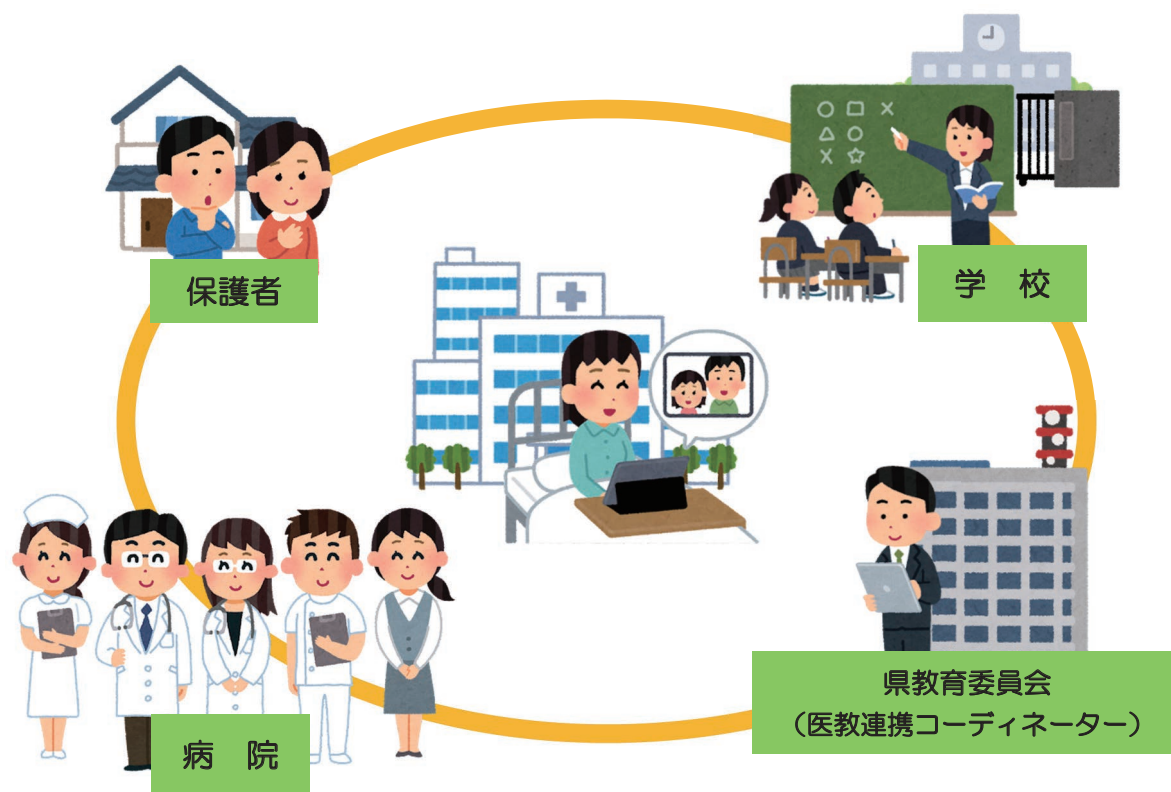 保護者
学　校
県教育委員会
（医教連携コーディネーター）
病　院